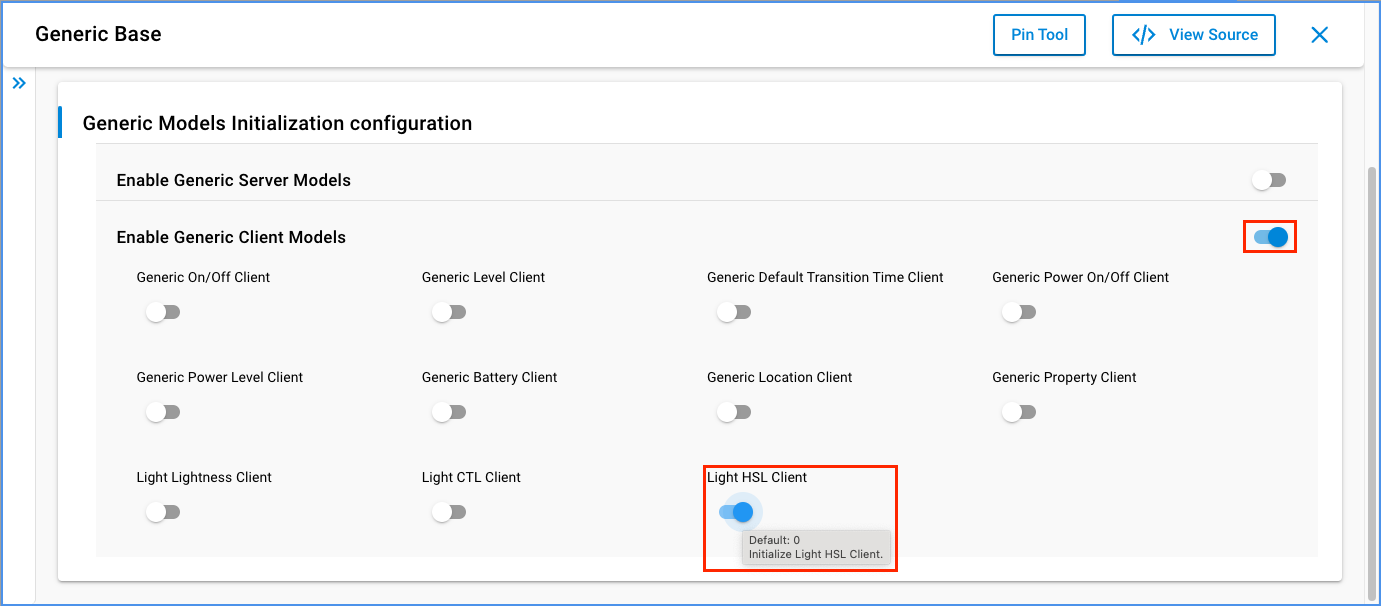 Generic Base
Pin Tool
</> View Source
Generic Models Initialization configuration
Enable Generic Server Models
Enable Generic Client Models
Generic On/Off Client
Generic Level Client
Generic Default Transition Time Client
Generic Power On/Off Client
Generic Power Level Client
Generic Battery Client
Generic Location Client
Generic Property Client
Light Lightness Client
Light CTL Client
Light HSL Client
Default: 0
Initialize Light HSL Client.